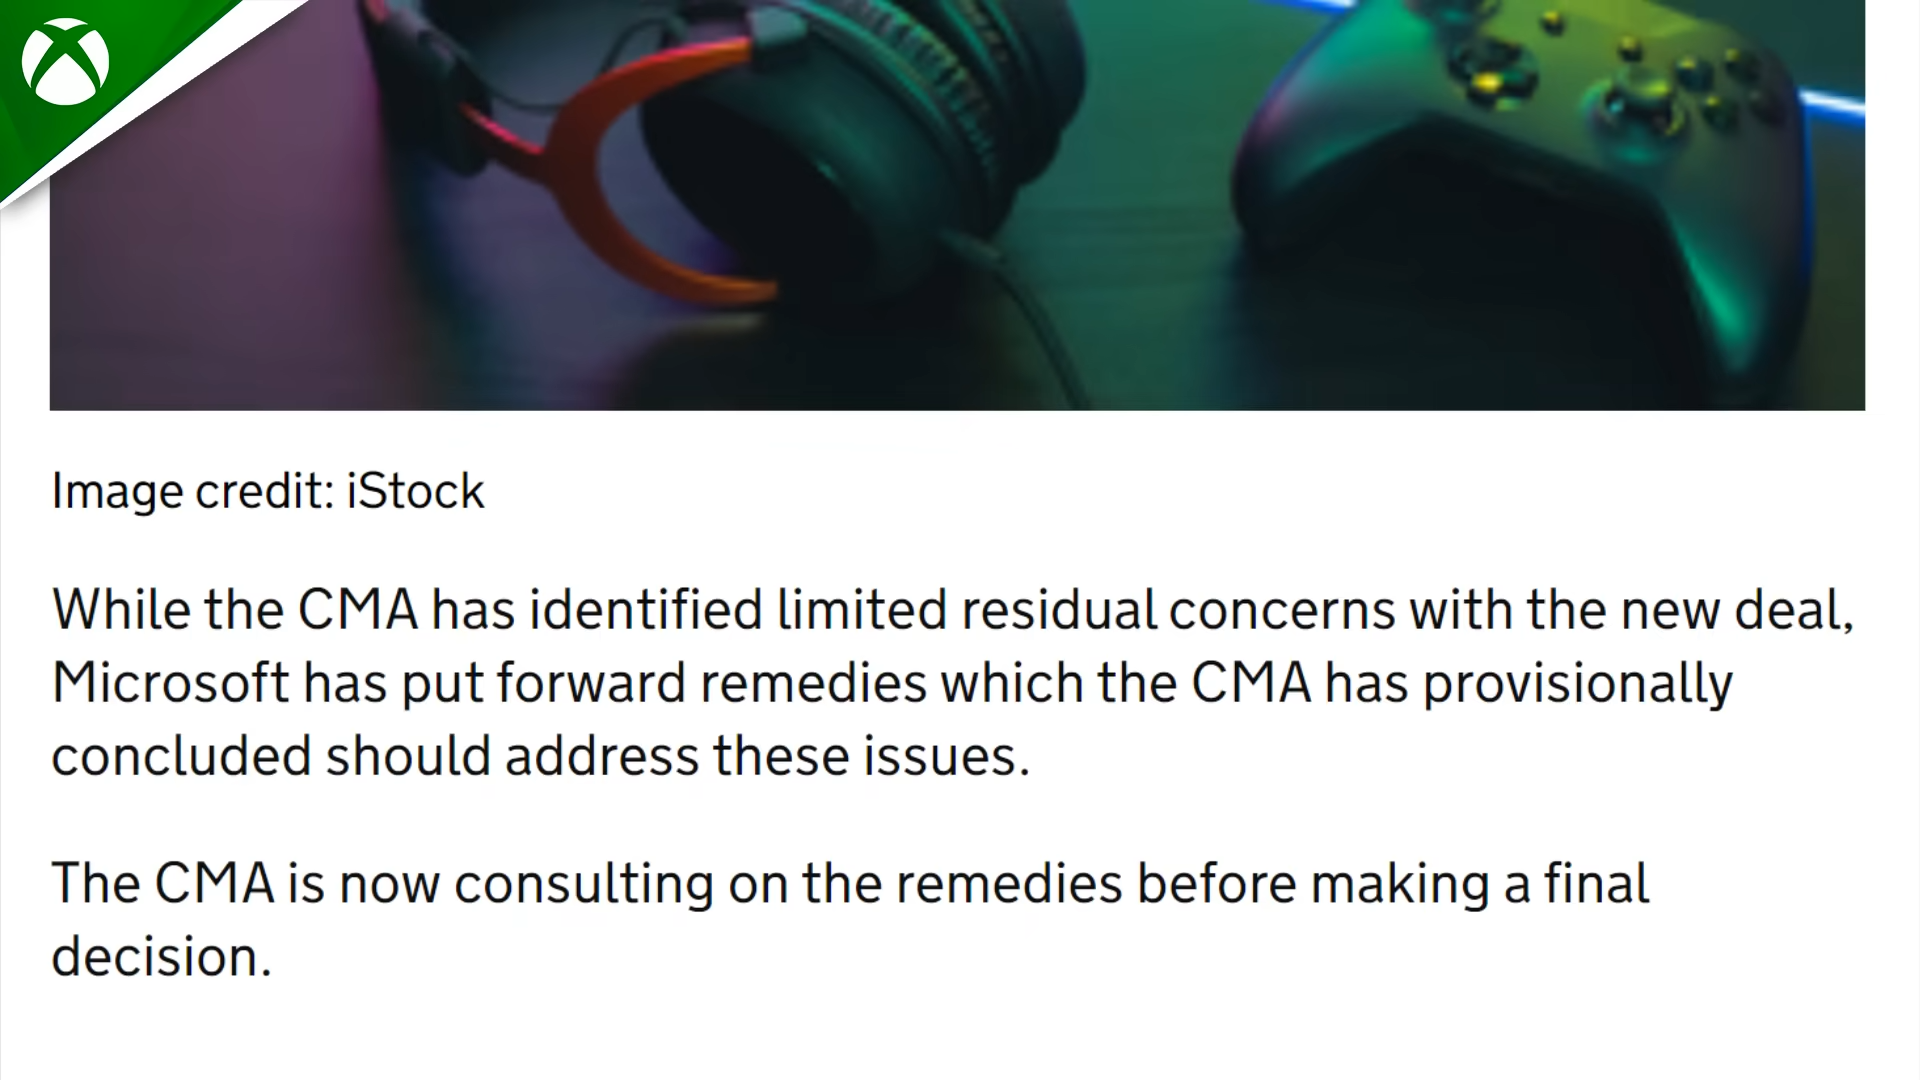 Image credit: iStock
While the CMA has identified limited residual concerns with the new deal,
Microsoft has put forward remedies which the CMA has provisionally
concluded should address these issues.
The CMA is now consulting on the remedies before making a final
decision.